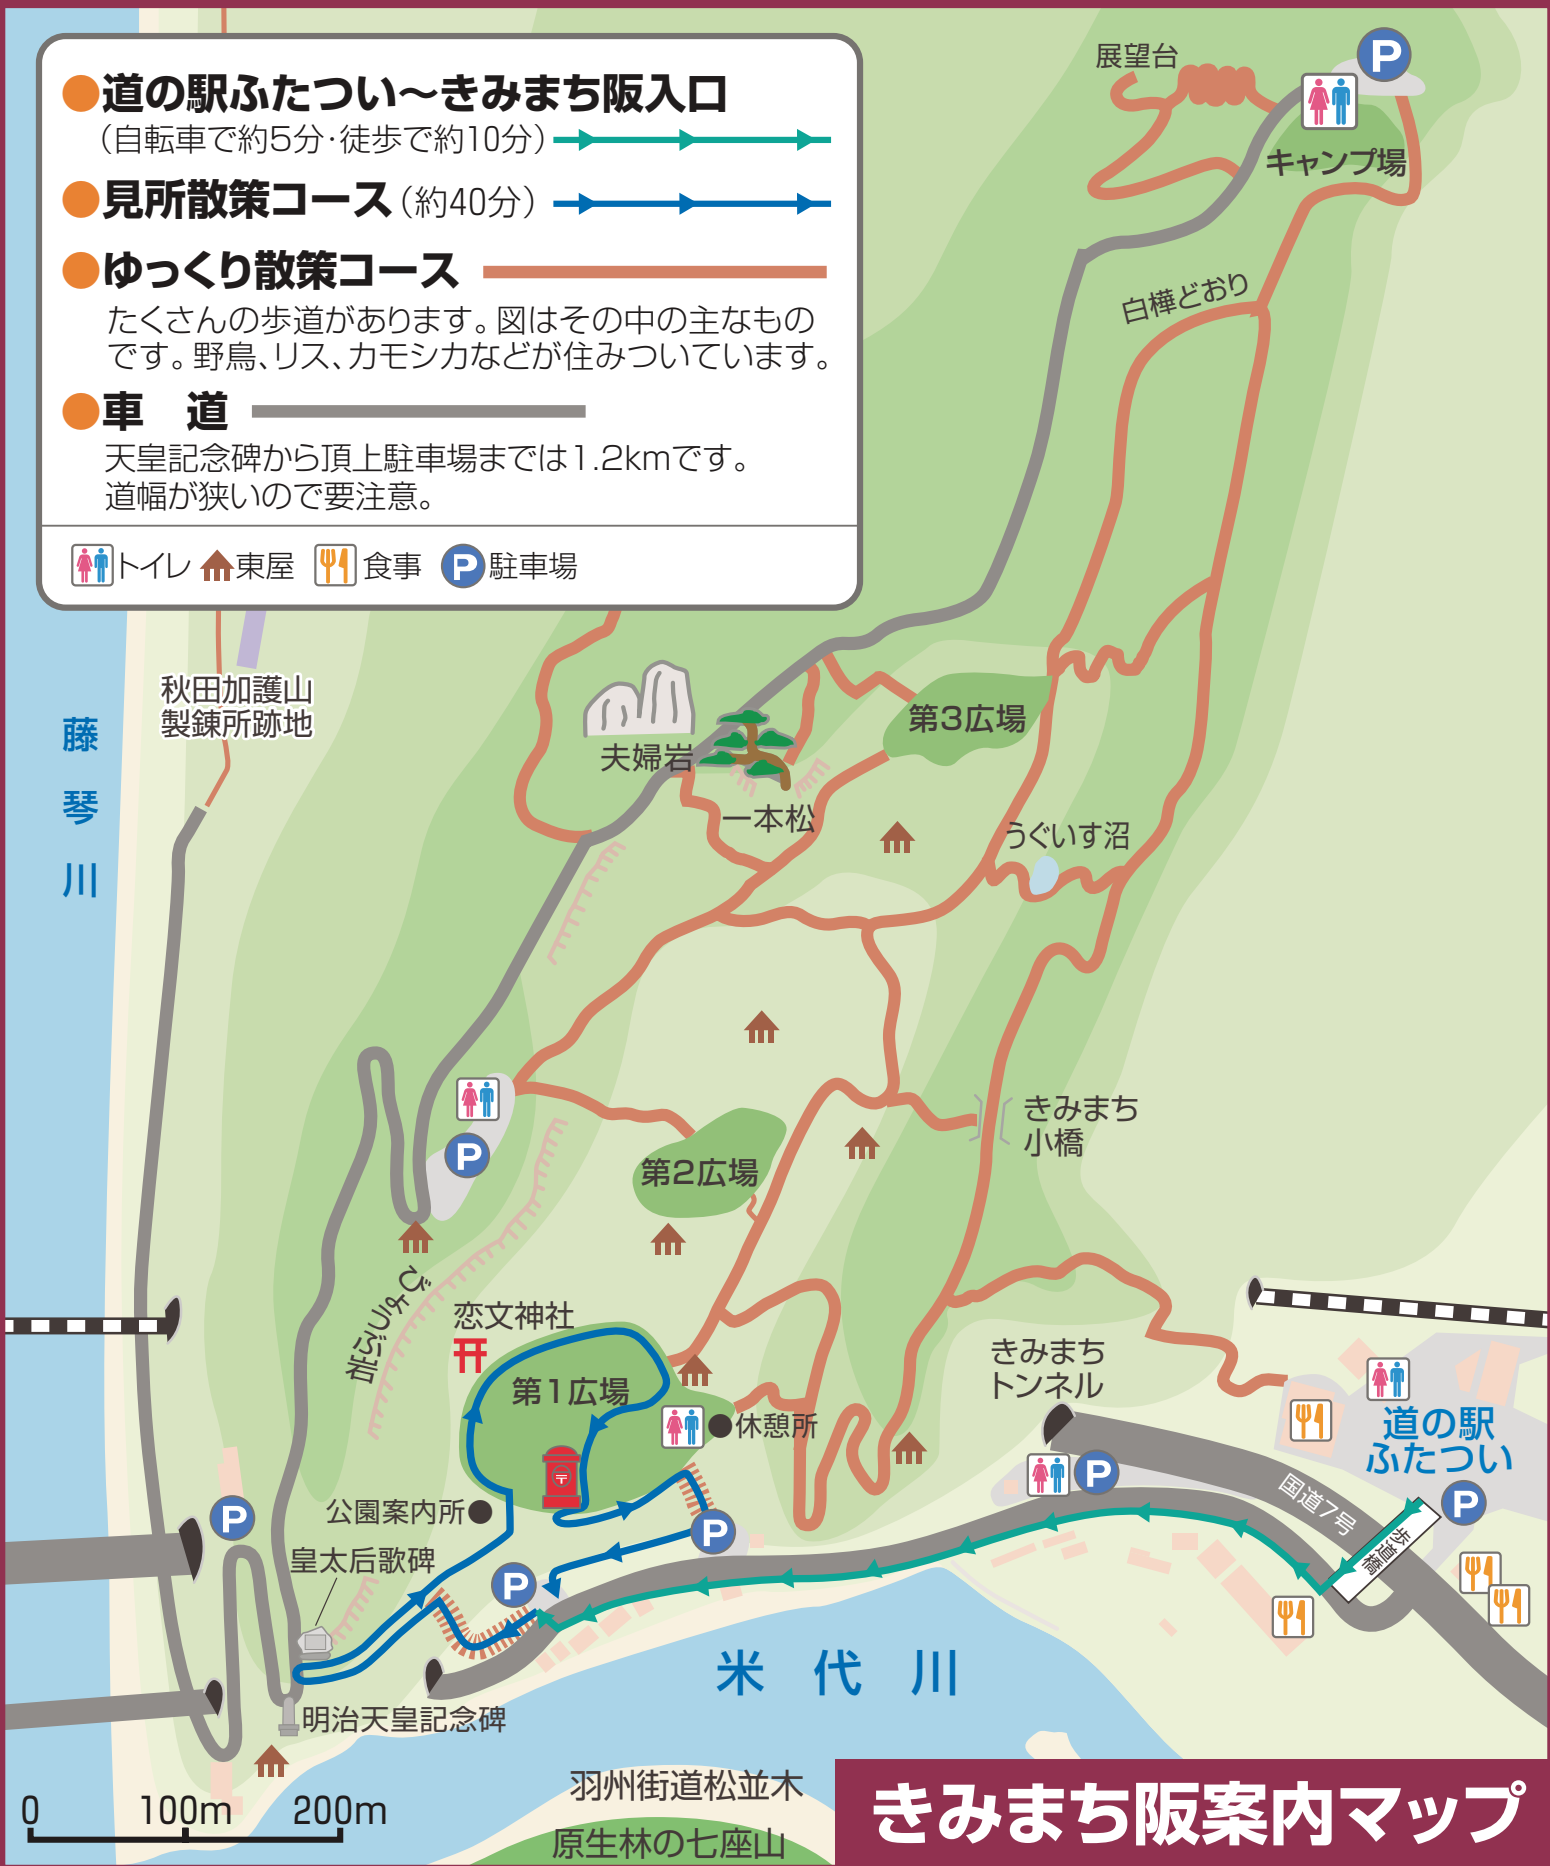 ●道の駅ふたつい～きみまち阪入口
（自転車で約5分･徒歩で約10分）
●見所散策コース（約40分）
●ゆっくり散策コース
たくさんの歩道があります。図はその中の主なもの
です。野鳥、リス、カモシカなどが住みついています。
●車　道
天皇記念碑から頂上駐車場までは1.2kmです。
道幅が狭いので要注意。
トイレ 東屋 食事 P 駐車場
展望台
P
キャンプ場
白樺どおり
秋田加護山
製錬所跡地
藤琴川
夫婦岩
一本松
第3広場
うぐいす沼
きみまち
小橋
P
第2広場
びょうぶ岩
恋文神社
第1広場
〒
休憩所
きみまち
トンネル
道の駅
ふたつい
P
国道7号
歩道橋
P
公園案内所
P
皇太后歌碑
P
P
明治天皇記念碑
米代川
羽州街道松並木
原生林の七座山
0 100m 200m
きみまち阪案内マップ